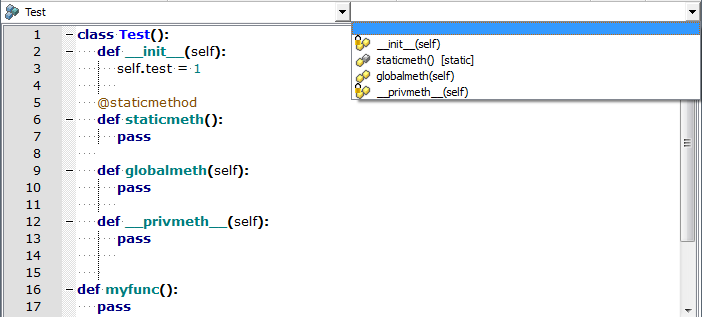 Test
__init__(self)
staticmeth() [static]
globalmeth(self)
__privmeth__(self)
1 class Test():
2 def __init__(self):
3 self.test = 1
4
5 @staticmethod
6 def staticmeth():
7 pass
8
9 def globalmeth(self):
10 pass
11
12 def __privmeth__(self):
13 pass
14
15
16 def myfunc():
17 pass